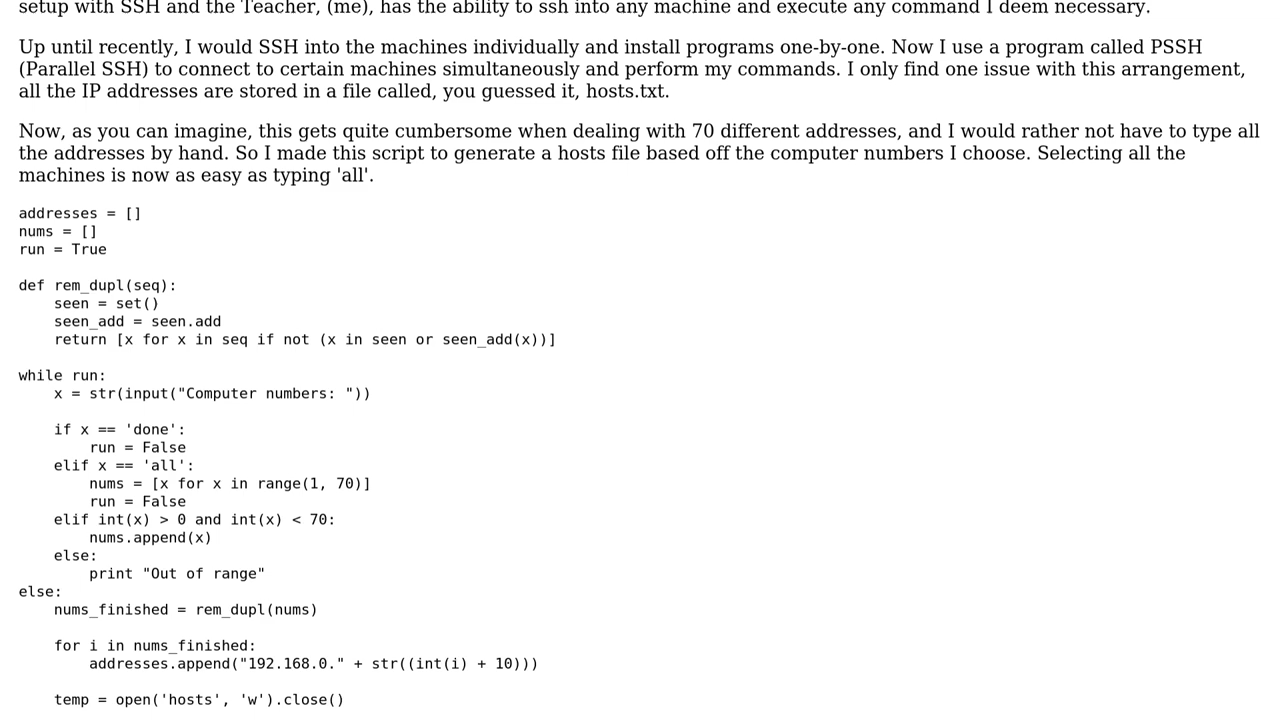 setup with SSH and the Teacher, (me), has the ability to ssh into any machine and execute any command I deem necessary.
Up until recently, I would SSH into the machines individually and install programs one-by-one. Now I use a program called PSSH
(Parallel SSH) to connect to certain machines simultaneously and perform my commands. I only find one issue with this arrangement,
all the IP addresses are stored in a file called, you guessed it, hosts.txt.
Now, as you can imagine, this gets quite cumbersome when dealing with 70 different addresses, and I would rather not have to type all
the addresses by hand. So I made this script to generate a hosts file based off the computer numbers I choose. Selecting all the
machines is now as easy as typing 'all'.
addresses = []
nums = []
run = True
def rem_dupl(seq):
    seen = set()
    seen_add = seen.add
    return [x for x in seq if not (x in seen or seen_add(x))]
while run:
    x = str(input("Computer numbers: "))
    if x == 'done':
        run = False
    elif x == 'all':
        nums = [x for x in range(1, 70)]
        run = False
    elif int(x) > 0 and int(x) < 70:
        nums.append(x)
    else:
        print "Out of range"
else:
    nums_finished = rem_dupl(nums)
    for i in nums_finished:
        addresses.append("192.168.0." + str((int(i) + 10)))
    temp = open('hosts', 'w').close()